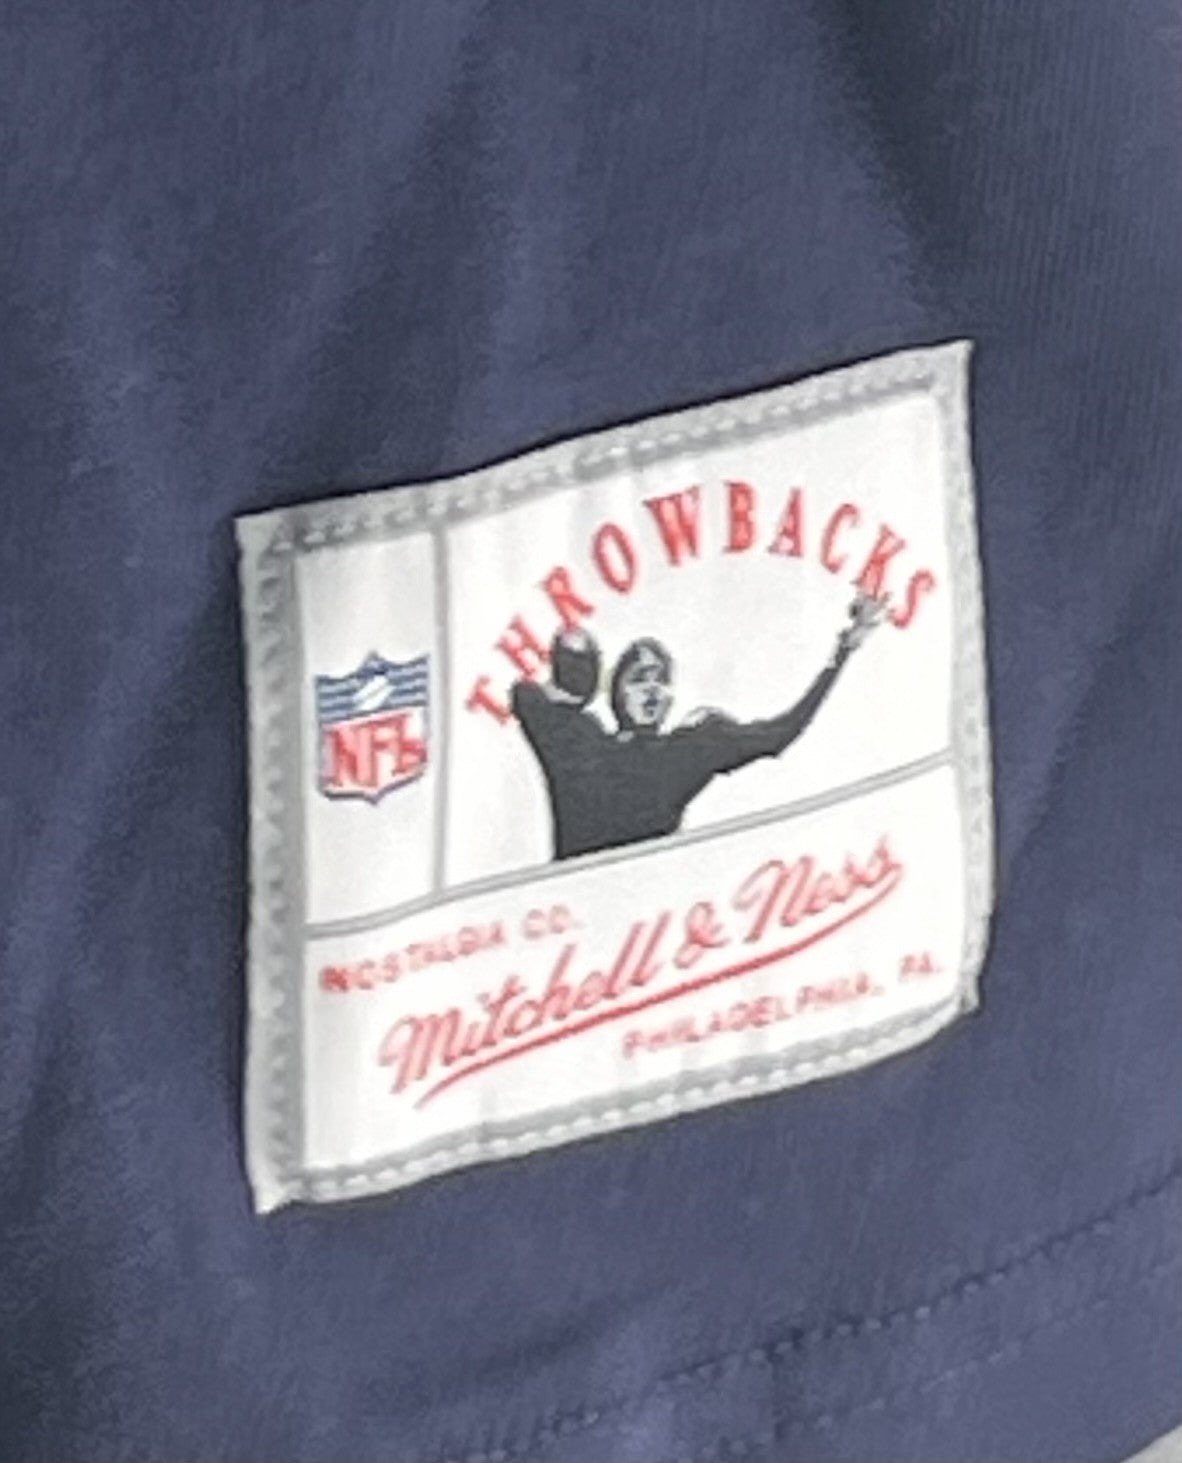 THROWBACKS
NFL
NOSTALGIA CO.
Mitchell & Ness
PHILADELPHIA, PA.